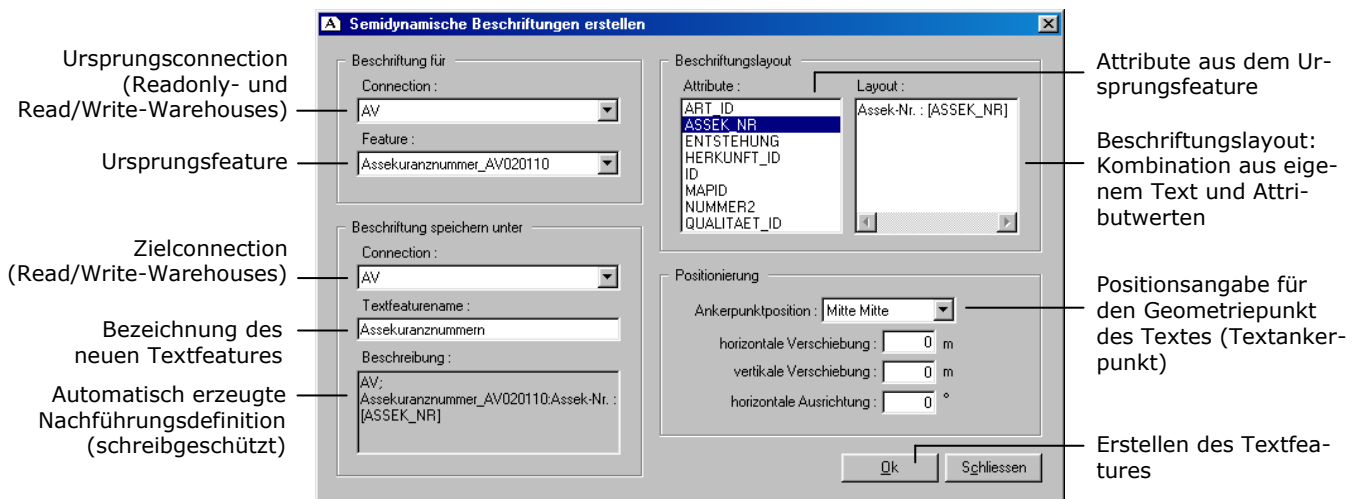 A Semidynamische Beschriftungen erstellen
Ursprungsconnection
(Readonly- und
Read/Write-Warehouses)
Ursprungsfeature
Zielconnection
(Read/Write-Warehouses)
Bezeichnung des
neuen Textfeatures
Automatisch erzeugte
Nachführungsdefinition
(schreibgeschützt)
Beschriftung für
Connection :
AV
Feature :
Assekuranznummer_AV020110
Beschriftung speichern unter
Connection :
AV
Textfeaturename :
Assekuranznummern
Beschreibung :
AV;
Assekuranznummer_AV020110:Assek-Nr. :
[ASSEK_NR]
Beschriftungslayout
Attribute :
ART_ID
ASSEK_NR
ENTSTEHUNG
HERKUNFT_ID
ID
MAPID
NUMMER2
QUALITAET_ID
Layout :
Assek-Nr. : [ASSEK_NR]
Positionierung
Ankerpunktposition : Mitte Mitte
horizontale Verschiebung : 0 m
vertikale Verschiebung : 0 m
horizontale Ausrichtung : 0 °
Ok Schliessen
Attribute aus dem Ur-
sprungsfeature
Beschriftungslayout:
Kombination aus eige-
nem Text und Attri-
butwerten
Positionsangabe für
den Geometriepunkt
des Textes (Textanker-
punkt)
Erstellen des Textfea-
tures